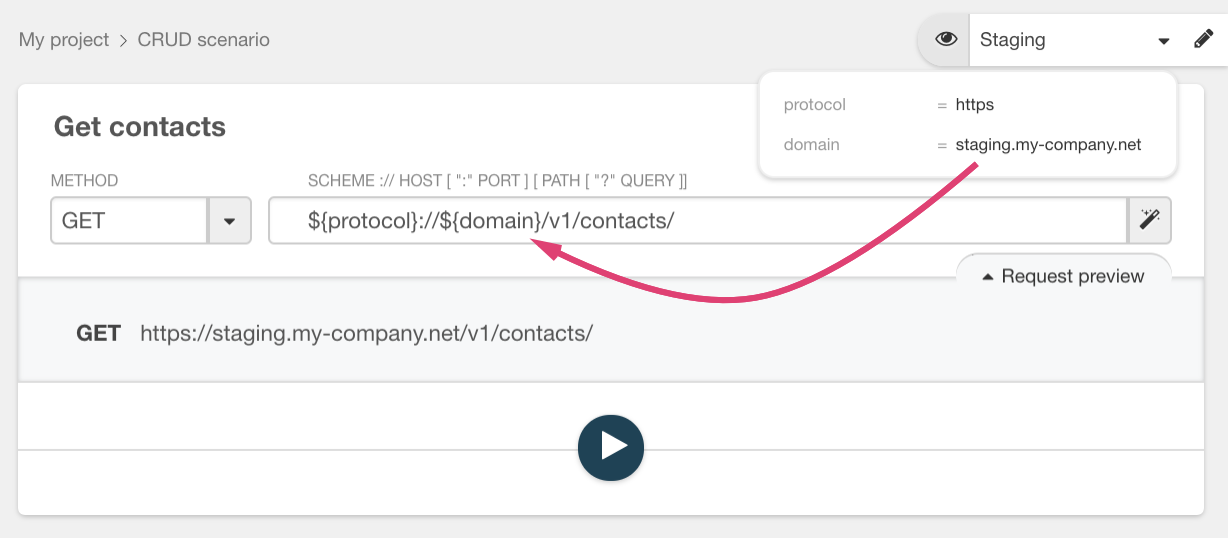 My project > CRUD scenario
Staging
protocol = https
domain = staging.my-company.net
Get contacts
METHOD
SCHEME :// HOST [ ":" PORT ] [ PATH [ "?" QUERY ]]
GET
${protocol}://${domain}/v1/contacts/
Request preview
GET https://staging.my-company.net/v1/contacts/